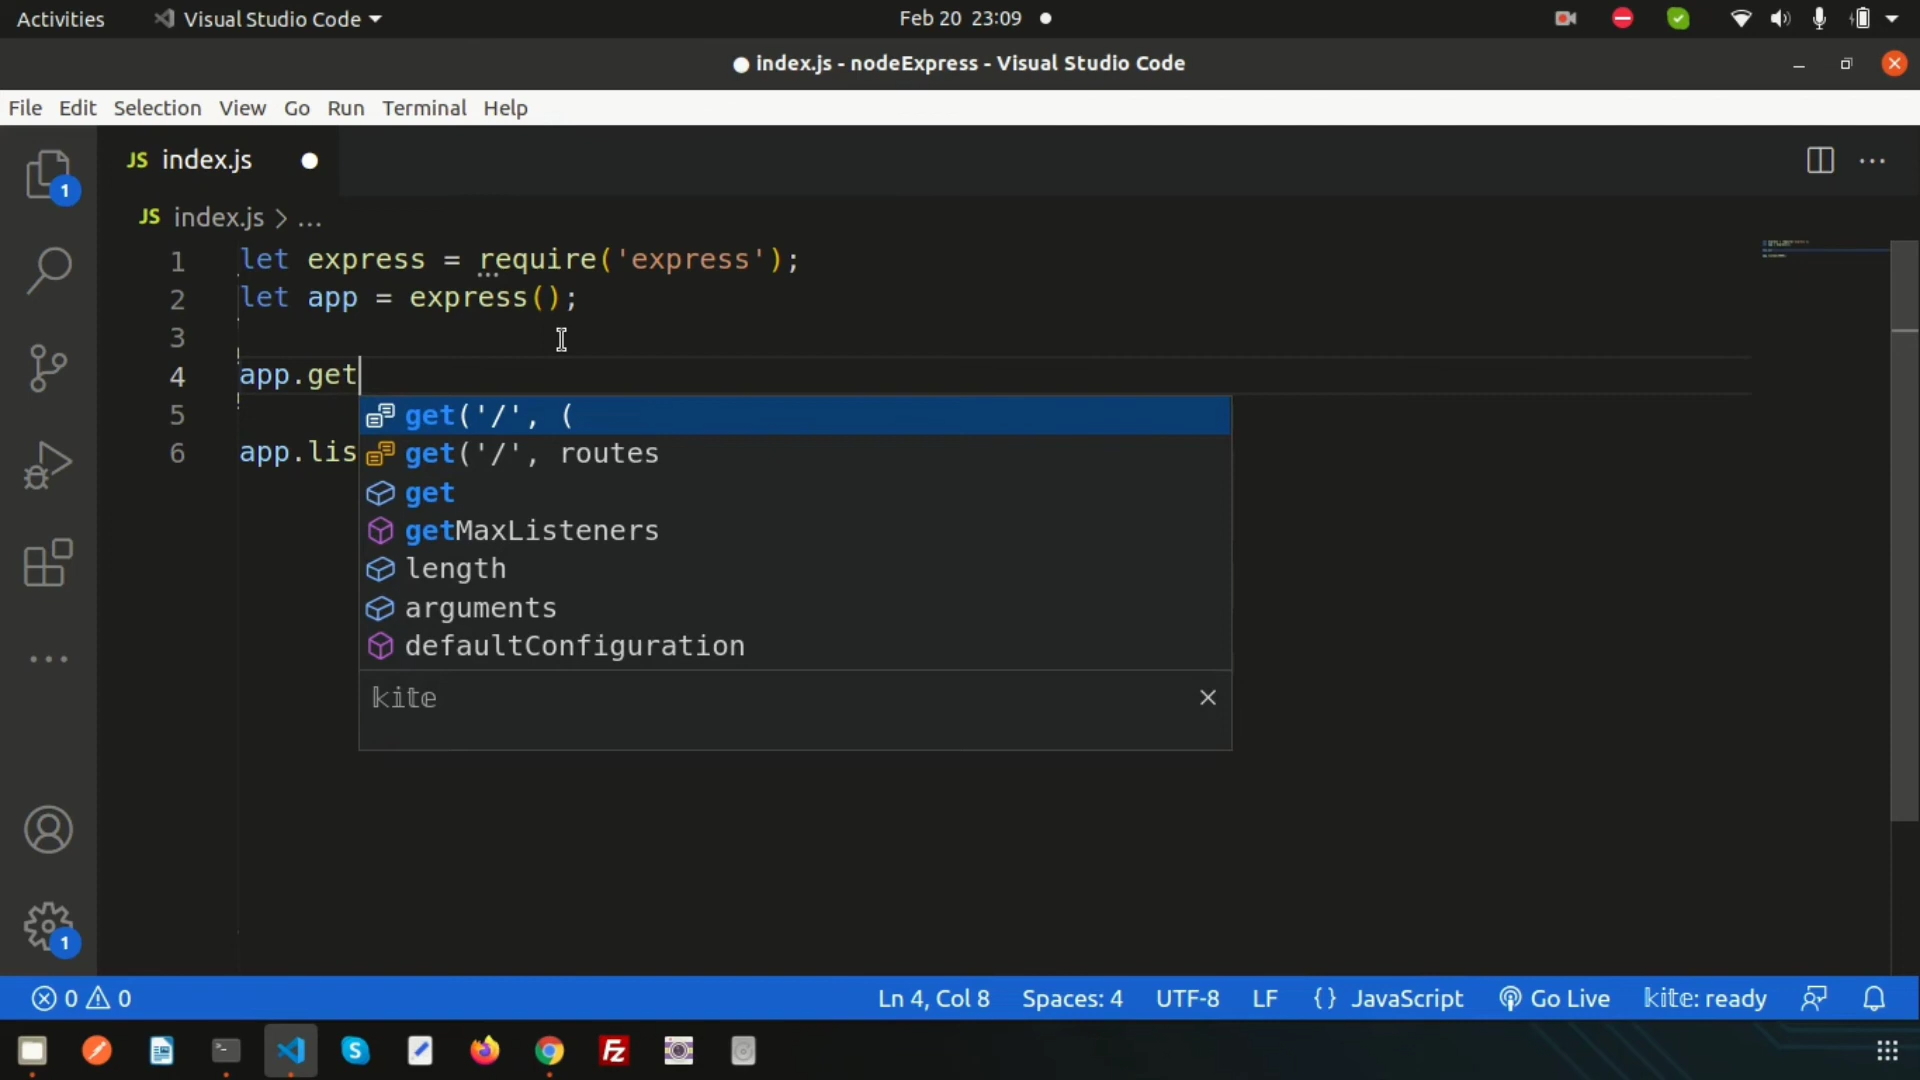 Activities Visual Studio Code Feb 20 23:09
index.js - nodeExpress - Visual Studio Code
File Edit Selection View Go Run Terminal Help
1
JS index.js
JS index.js > ...
1 let express = require('express');
2 let app = express();
3
4 app.get
5
6 app.lis
get('/', (
get('/', routes
get
getMaxListeners
length
arguments
defaultConfiguration
kite
1
0 0 Ln 4, Col 8 Spaces: 4 UTF-8 LF {} JavaScript Go Live kite: ready